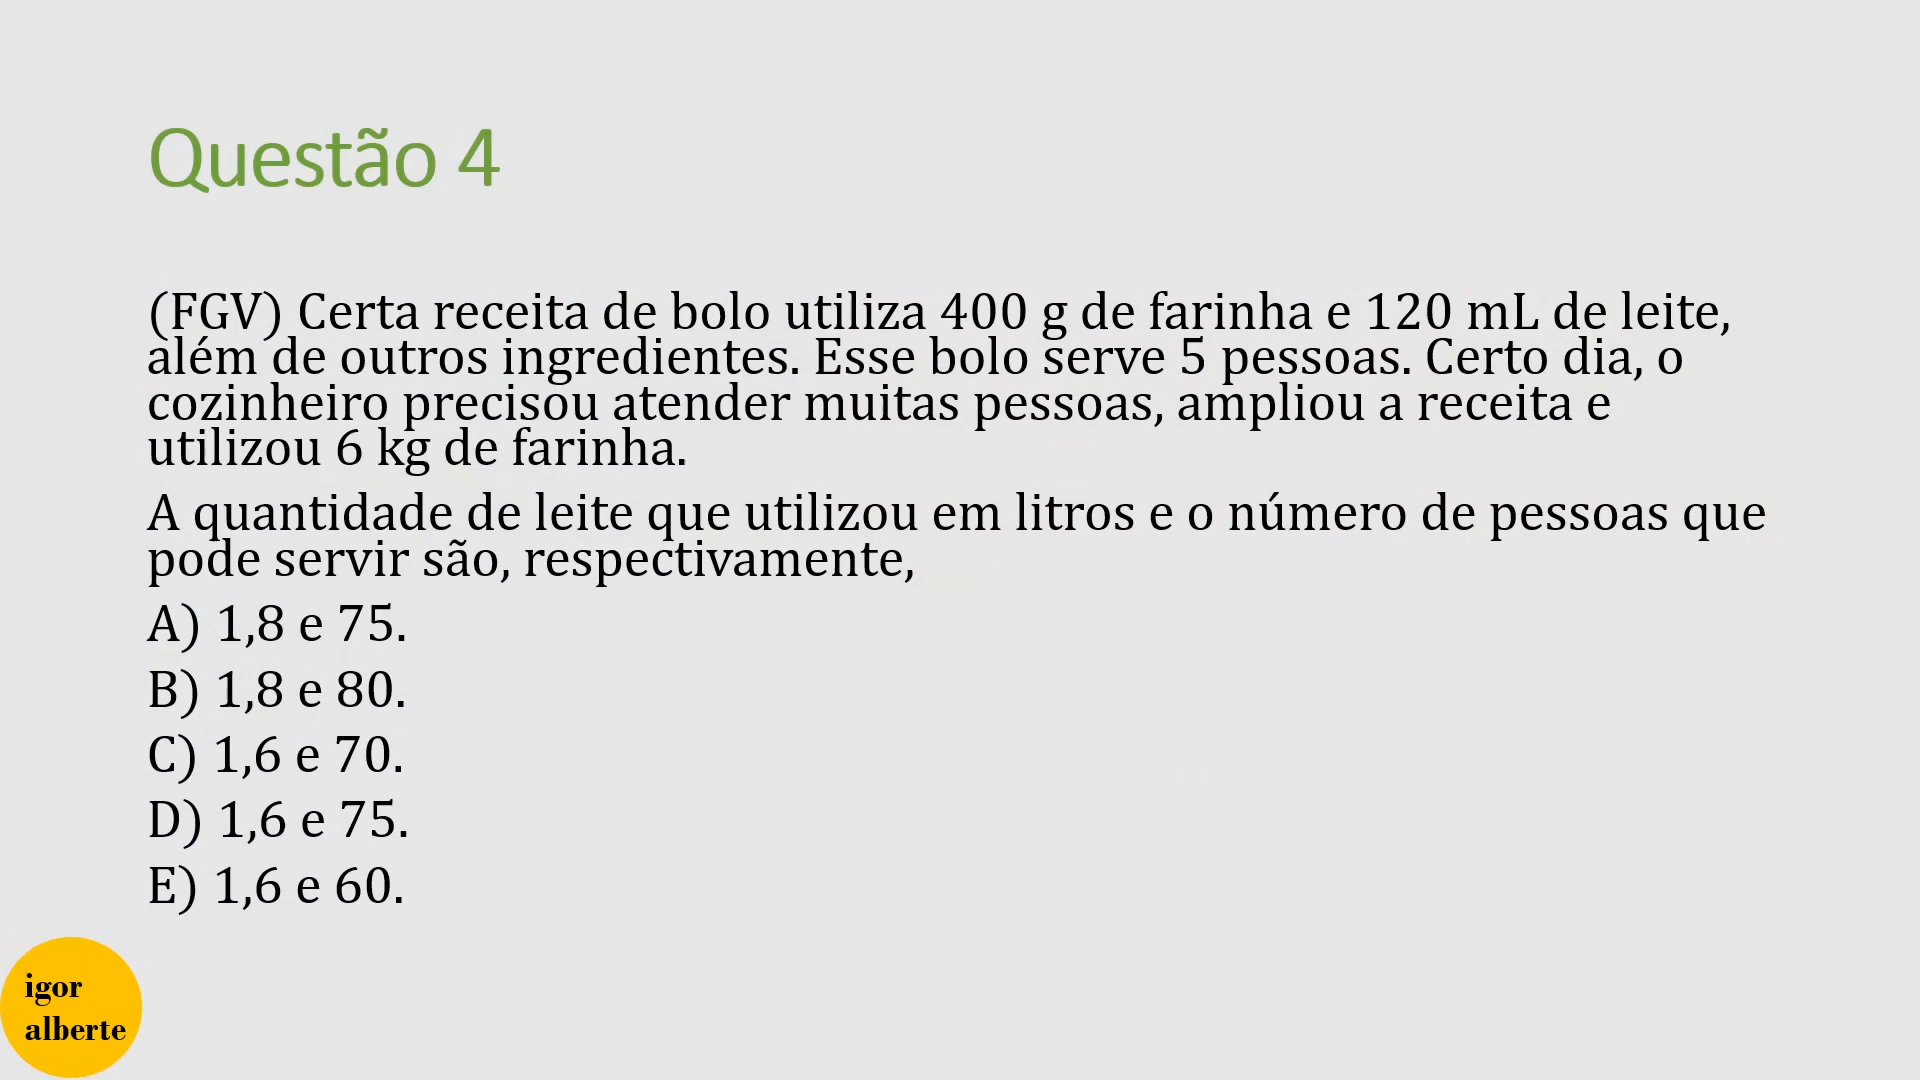 Questão 4
(FGV) Certa receita de bolo utiliza 400 g de farinha e 120 mL de leite,
além de outros ingredientes. Esse bolo serve 5 pessoas. Certo dia, o
cozinheiro precisou atender muitas pessoas, ampliou a receita e
utilizou 6 kg de farinha.
A quantidade de leite que utilizou em litros e o número de pessoas que
pode servir são, respectivamente,
A) 1,8 e 75.
B) 1,8 e 80.
C) 1,6 e 70.
D) 1,6 e 75.
E) 1,6 e 60.
igor
alberte